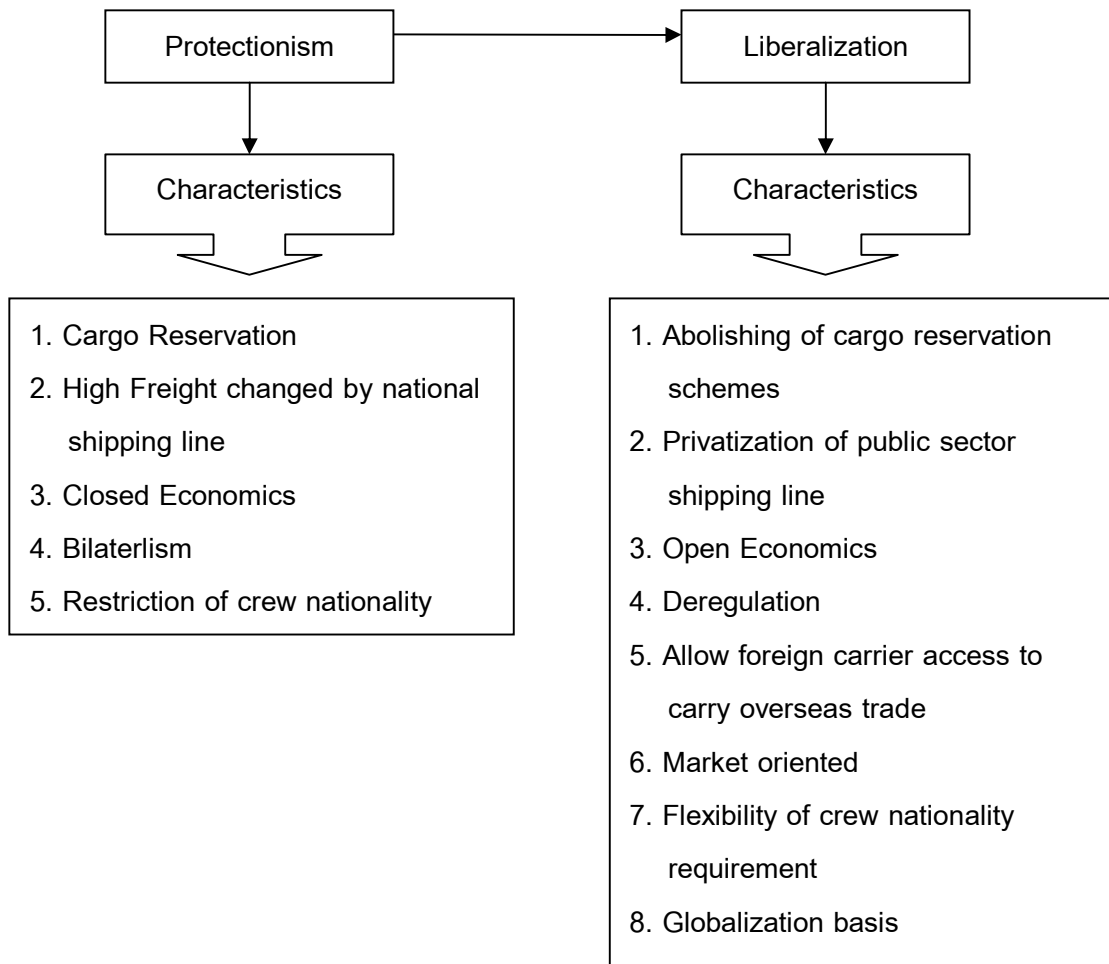 Protectionism
Liberalization
Characteristics
Characteristics
1. Cargo Reservation
2. High Freight changed by national
shipping line
3. Closed Economics
4. Bilaterlism
5. Restriction of crew nationality
1. Abolishing of cargo reservation
schemes
2. Privatization of public sector
shipping line
3. Open Economics
4. Deregulation
5. Allow foreign carrier access to
carry overseas trade
6. Market oriented
7. Flexibility of crew nationality
requirement
8. Globalization basis